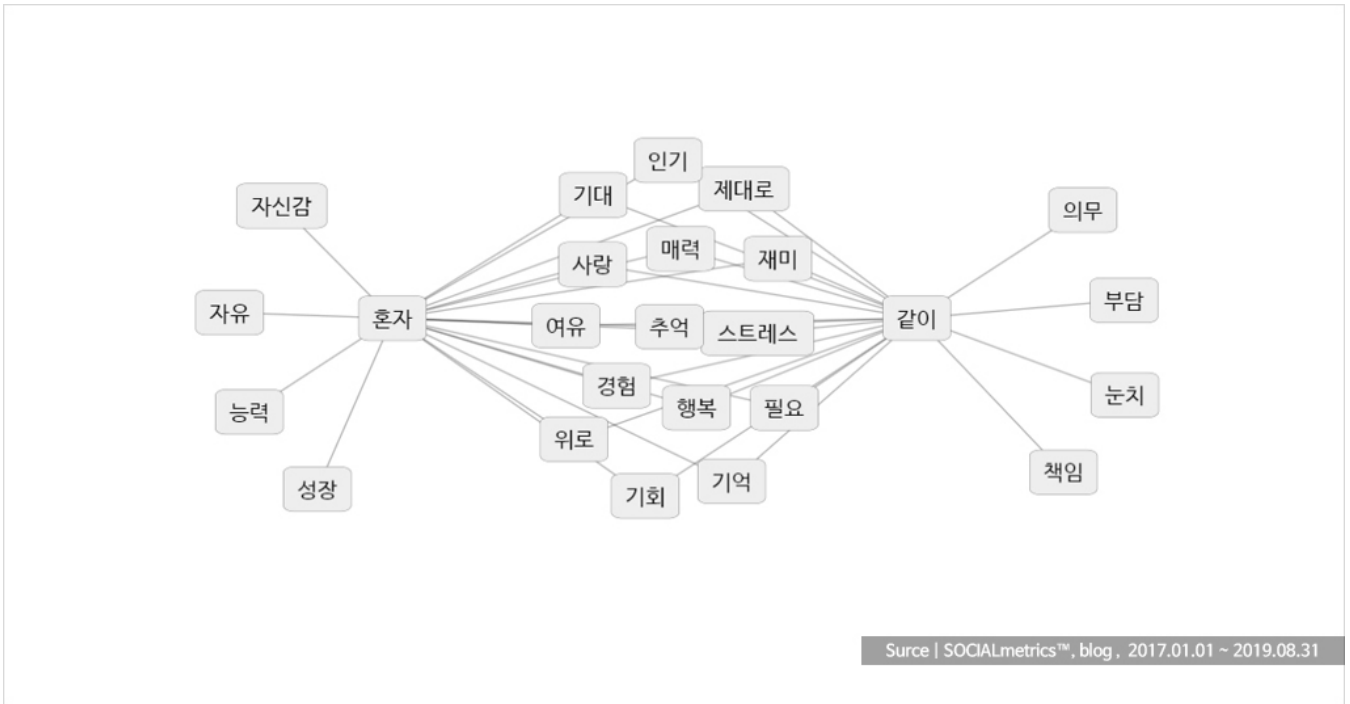 인기
기대
제대로
자신감
의무
사랑
매력
재미
자유
혼자
여유
추억
스트레스
같이
부담
능력
경험
행복
필요
눈치
위로
성장
기회
기억
책임
Surce | SOCIALmetrics™, blog , 2017.01.01 ~ 2019.08.31